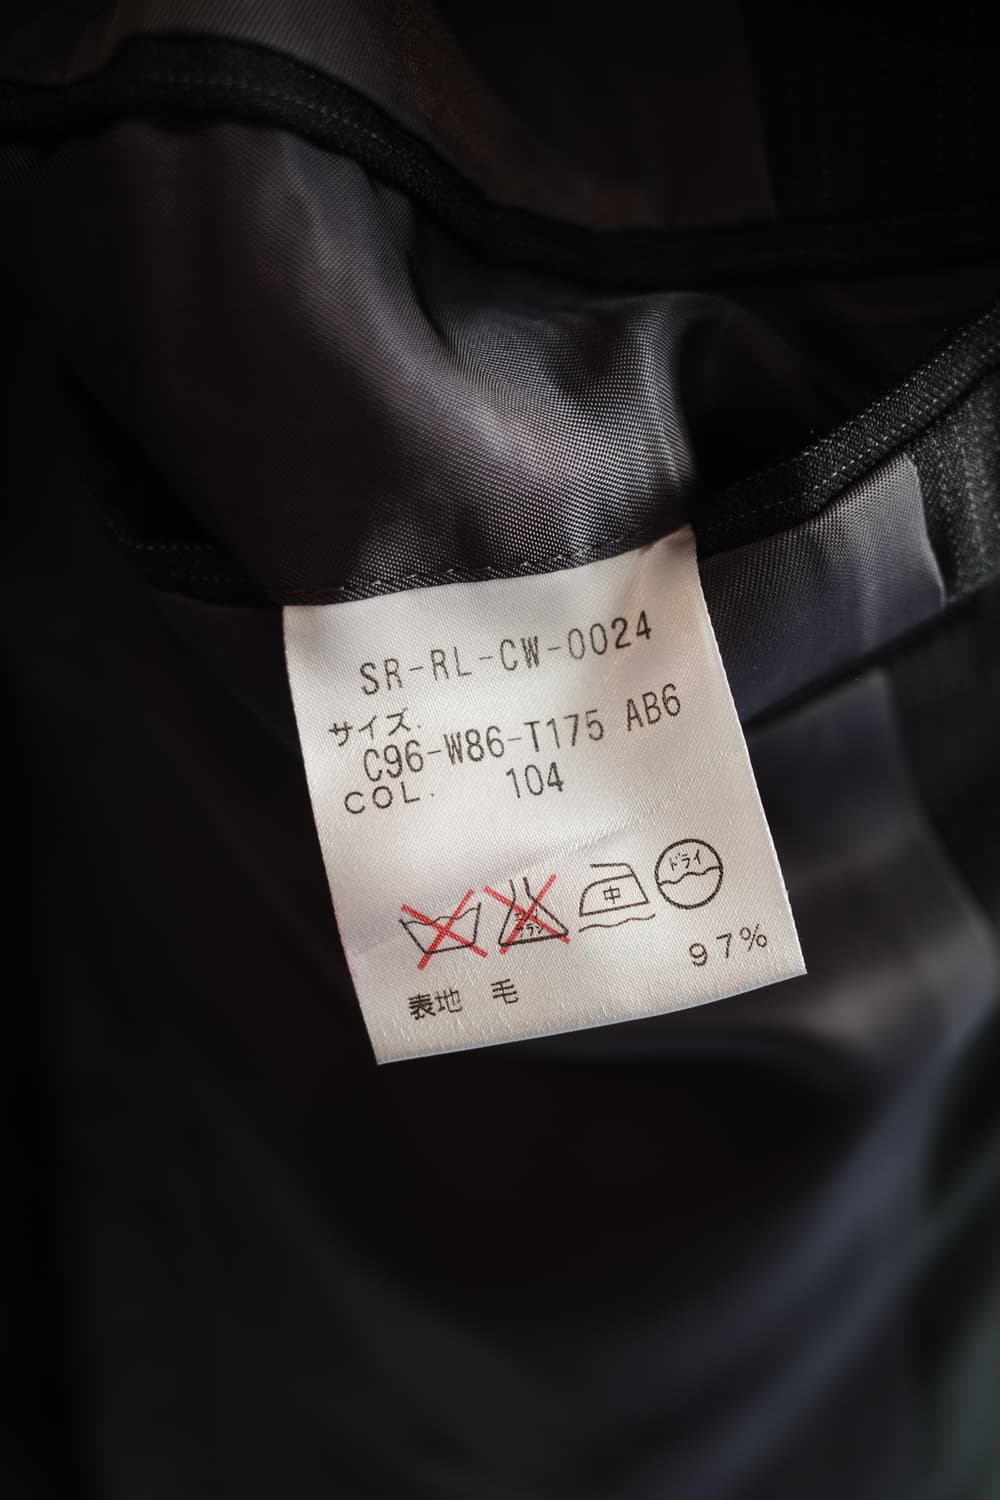 SR-RL-CW-0024
サイズ.
C96-W86-T175 AB6
COL. 104
中 ドライ
表地 毛 97%